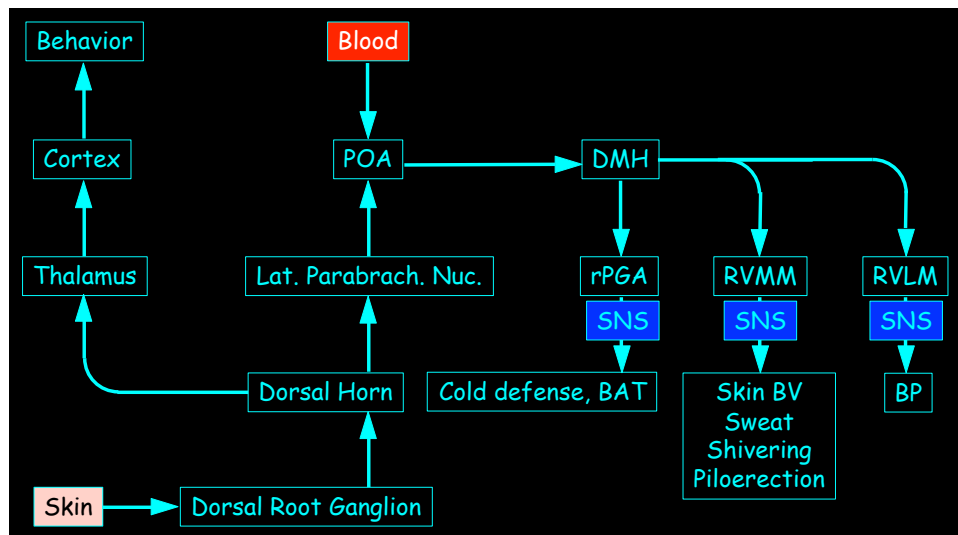 Behavior
Blood
Cortex
POA
DMH
Thalamus
Lat. Parabrach. Nuc.
rPGA
RVMM
RVLM
SNS
SNS
SNS
Dorsal Horn
Cold defense, BAT
Skin BV
Sweat
Shivering
Piloerection
BP
Skin
Dorsal Root Ganglion